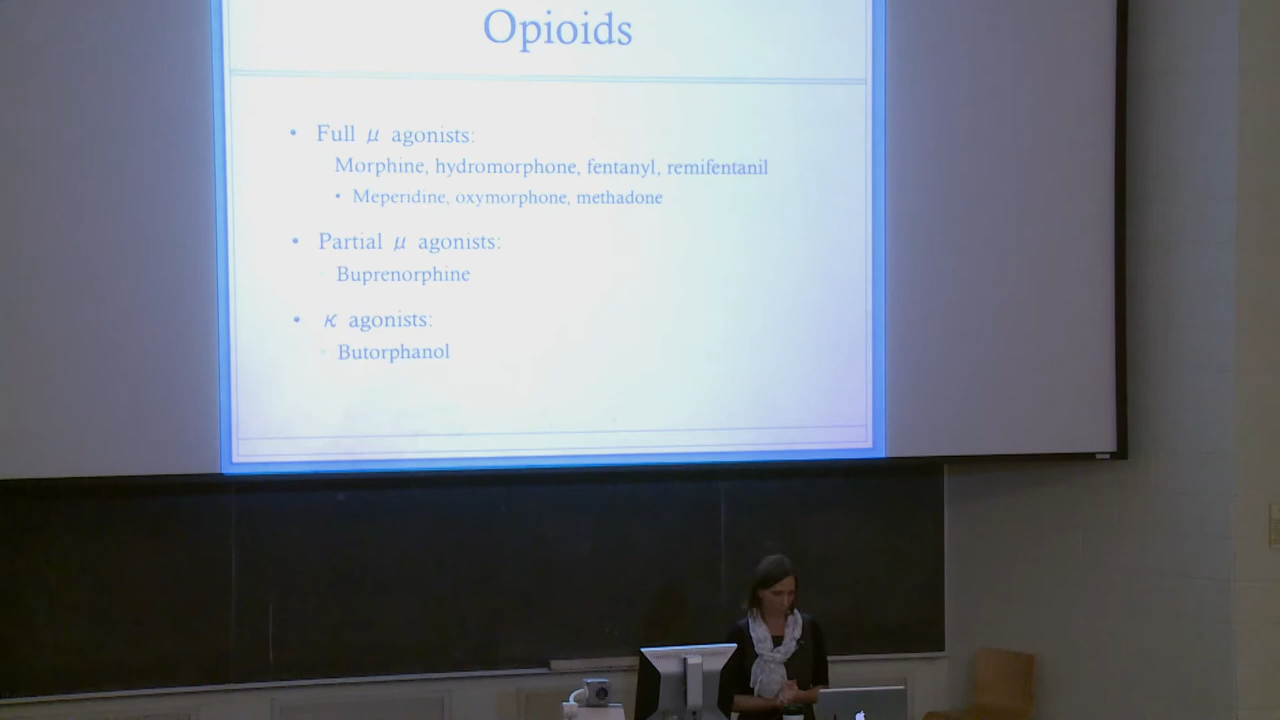 Opioids
• Full μ agonists:
Morphine, hydromorphone, fentanyl, remifentanil
• Meperidine, oxymorphone, methadone
• Partial μ agonists:
Buprenorphine
• κ agonists:
Butorphanol